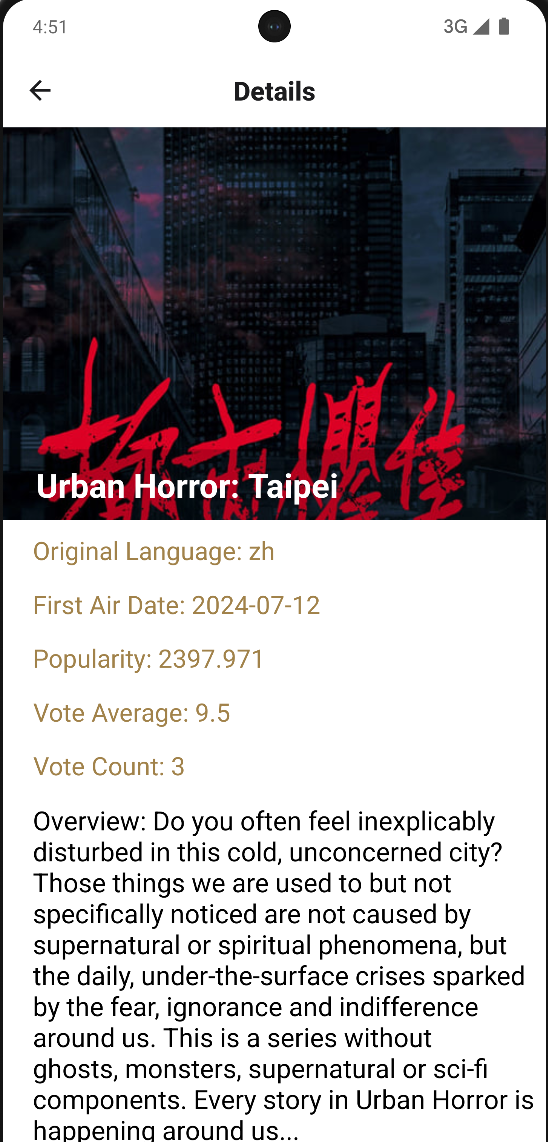 4:51
3G
Details
都市懼集
Urban Horror: Taipei
Original Language: zh
First Air Date: 2024-07-12
Popularity: 2397.971
Vote Average: 9.5
Vote Count: 3
Overview: Do you often feel inexplicably
disturbed in this cold, unconcerned city?
Those things we are used to but not
specifically noticed are not caused by
supernatural or spiritual phenomena, but
the daily, under-the-surface crises sparked
by the fear, ignorance and indifference
around us. This is a series without
ghosts, monsters, supernatural or sci-fi
components. Every story in Urban Horror is
happening around us...